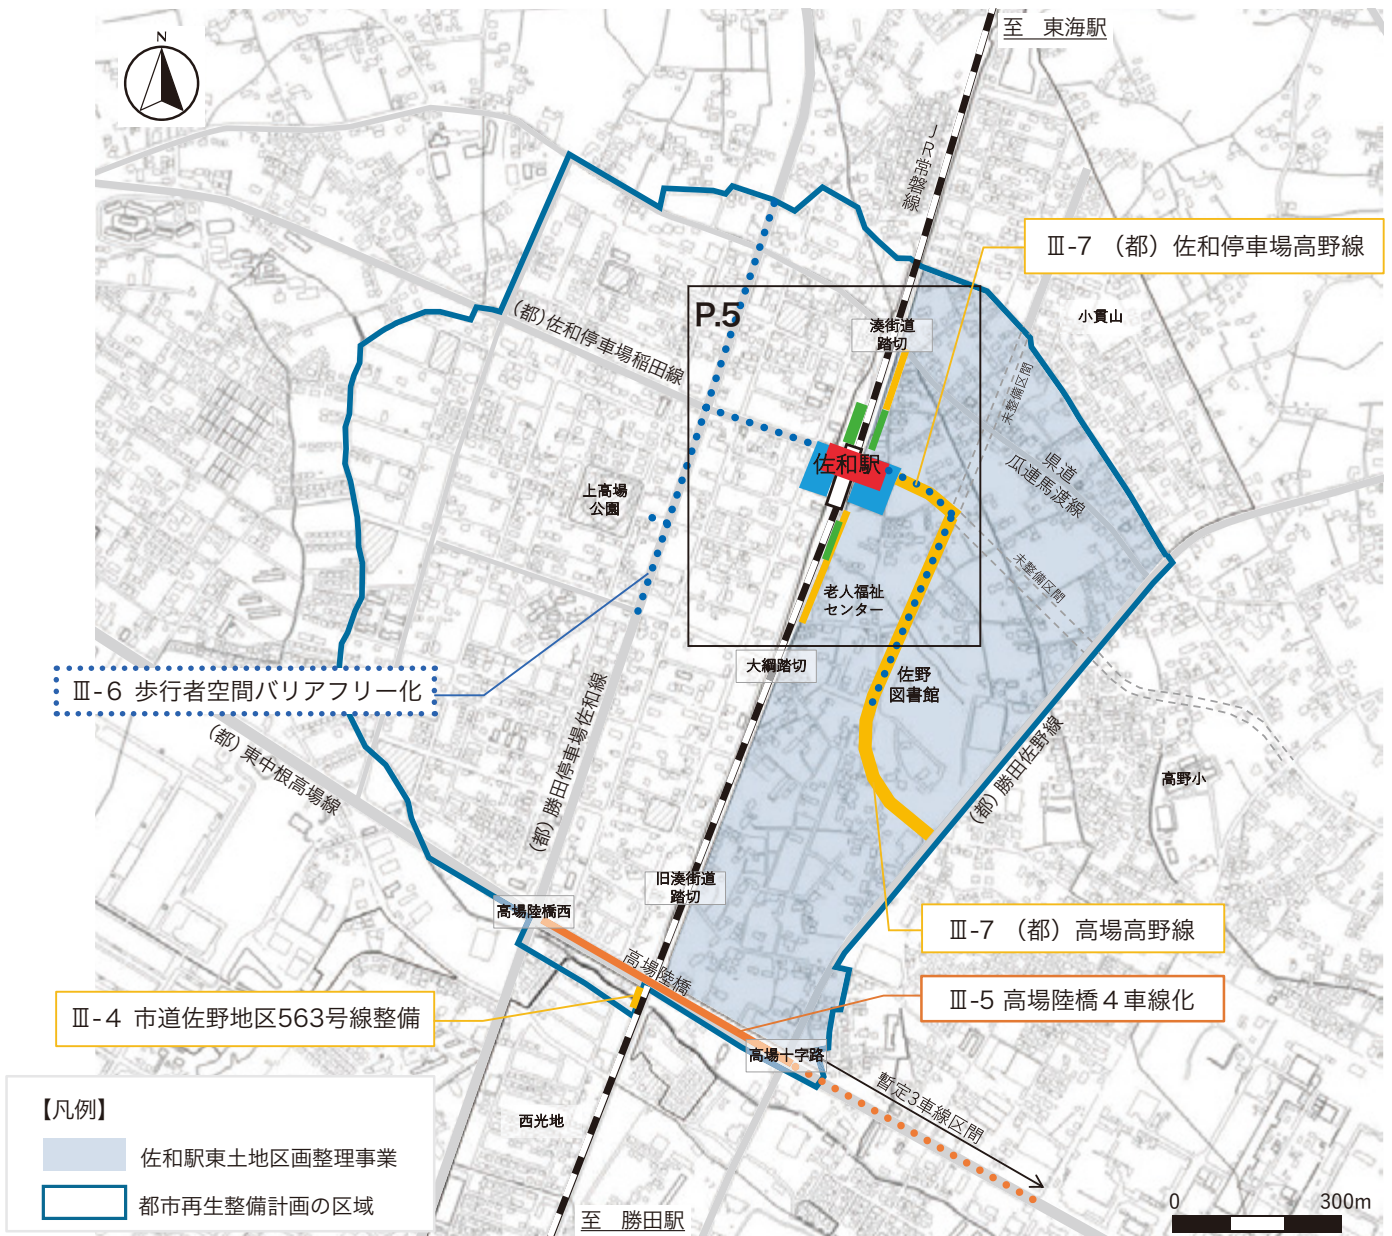 N
至 東海駅
JR常磐線
Ⅲ-7 （都）佐和停車場高野線
小貫山
P.5
湊街道
踏切
（都）佐和停車場稲田線
未整備区間
県道
瓜連馬渡線
佐和駅
上高場
公園
未整備区間
老人福祉
センター
大綱踏切
佐野
図書館
Ⅲ-6 歩行者空間バリアフリー化
（都）東中根高場線
（都）勝田停車場佐和線
（都）勝田佐野線
高野小
旧湊街道
踏切
高場陸橋西
Ⅲ-7 （都）高場高野線
高場陸橋
Ⅲ-5 高場陸橋４車線化
Ⅲ-4 市道佐野地区563号線整備
高場十字路
暫定3車線区間
西光地
【凡例】
佐和駅東土地区画整理事業
都市再生整備計画の区域
至 勝田駅
0 300m